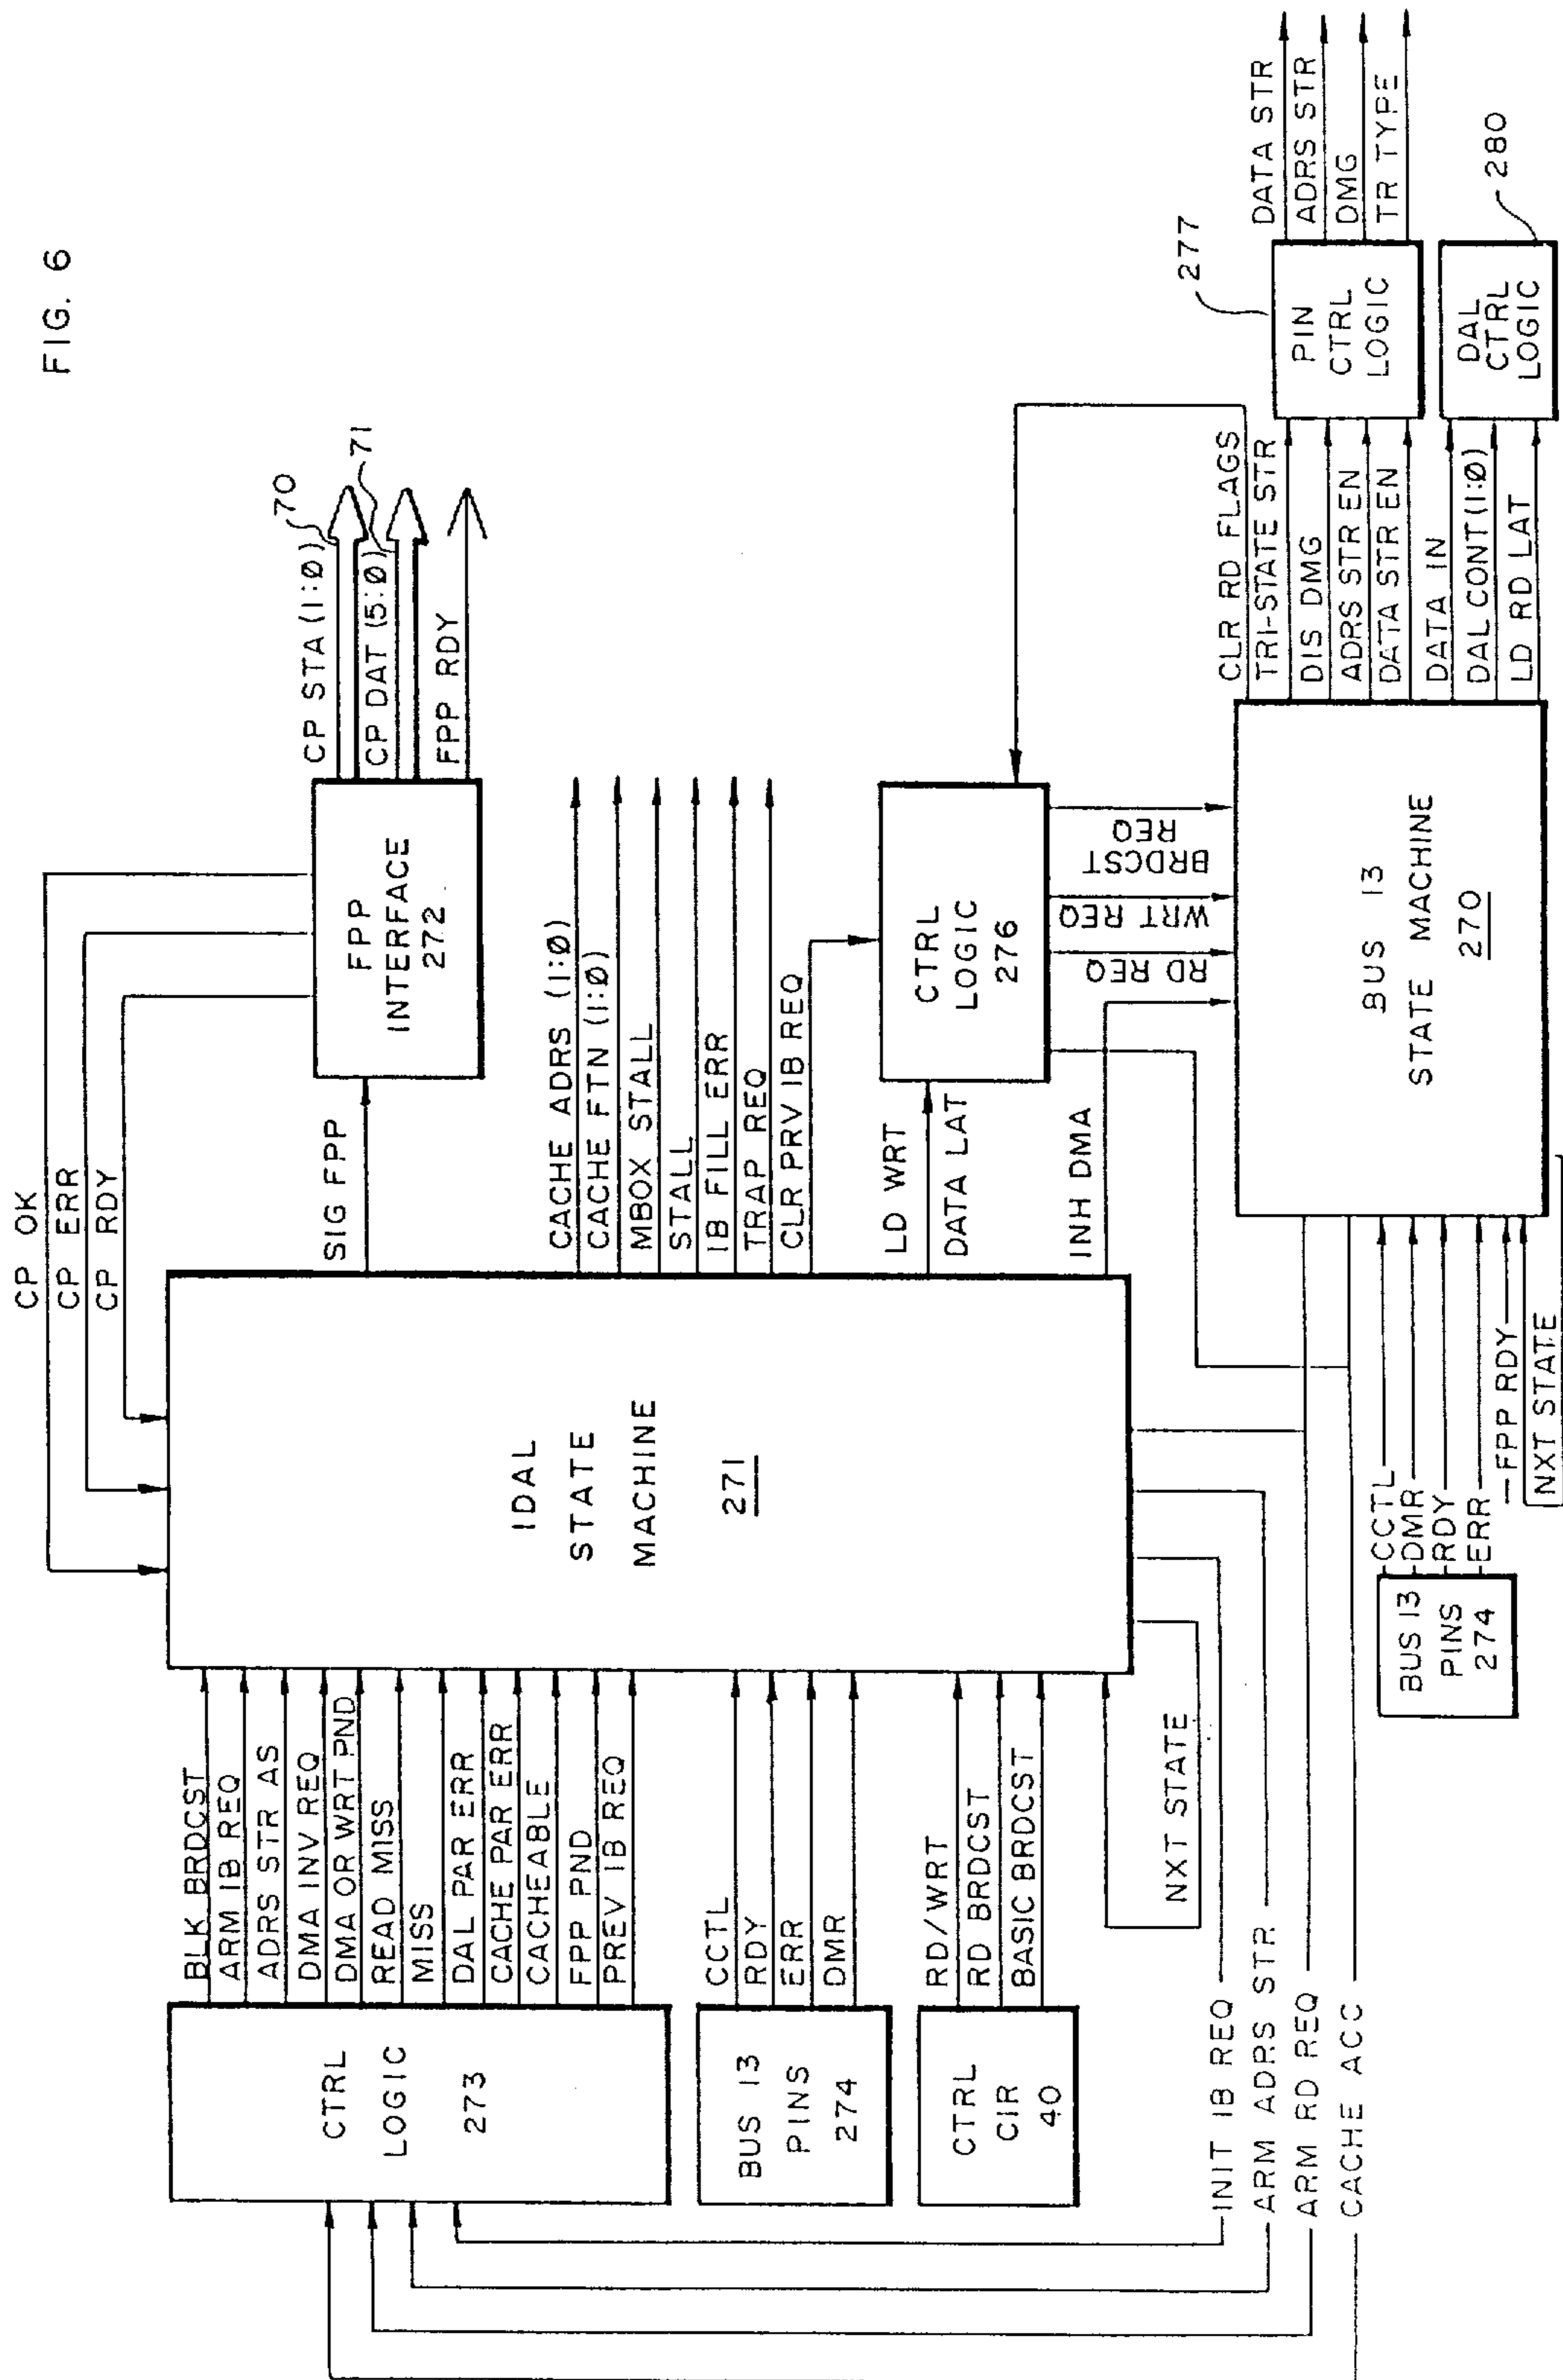 FIG. 6
CP OK
CP ERR
CP RDY
FPP
INTERFACE
272
CP STA (1:Ø)
70
CP DAT (5:Ø)
71
FPP RDY
SIG FPP
IDAL
STATE
MACHINE
271
CTRL
LOGIC
273
BLK BRDCST
ARM IB REQ
ADRS STR AS
DMA INV REQ
DMA OR WRT PND
READ MISS
MISS
DAL PAR ERR
CACHE PAR ERR
CACHEABLE
FPP PND
PREV IB REQ
BUS 13
PINS
274
CCTL
RDY
ERR
DMR
CTRL
CIR
40
RD/WRT
RD BRDCST
BASIC BRDCST
NXT STATE
INIT IB REQ
ARM ADRS STR
ARM RD REQ
CACHE ACC
CACHE ADRS (1:Ø)
CACHE FTN (1:Ø)
MBOX STALL
STALL
IB FILL ERR
TRAP REQ
CLR PRV IB REQ
LD WRT
DATA LAT
INH DMA
CTRL
LOGIC
276
RD REQ
WRT REQ
BRDCST
REQ
BUS 13
STATE MACHINE
270
BUS 13
PINS
274
CCTL
DMR
RDY
ERR
FPP RDY
NXT STATE
CLR RD FLAGS
TRI-STATE STR
DIS DMG
ADRS STR EN
DATA STR EN
DATA IN
DAL CONT (1:Ø)
LD RD LAT
PIN
CTRL
LOGIC
277
DATA STR
ADRS STR
DMG
TR TYPE
DAL
CTRL
LOGIC
280